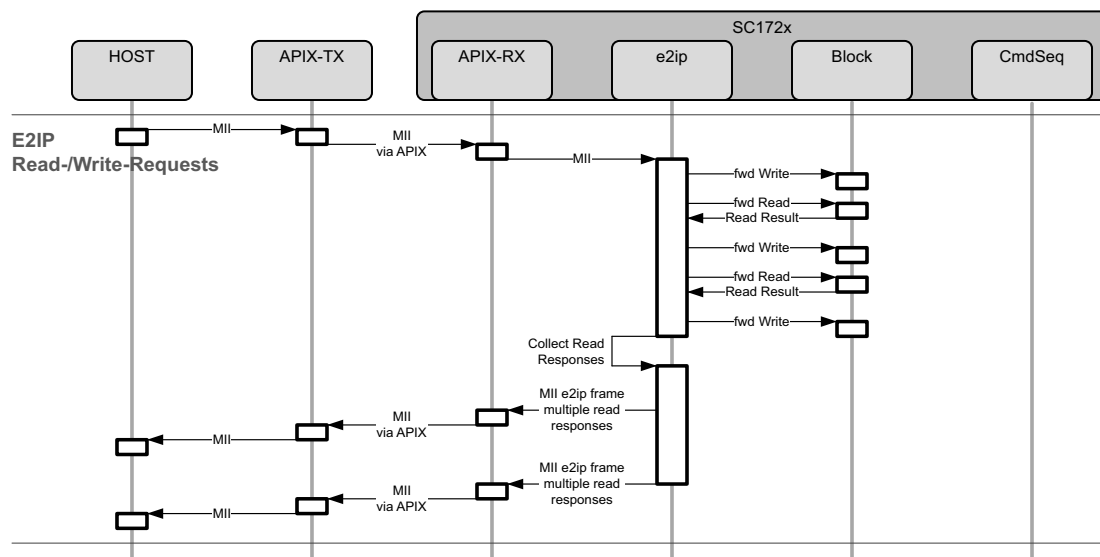 SC172x
HOST
APIX-TX
APIX-RX
e2ip
Block
CmdSeq
E2IP
Read-/Write-Requests
MII
MII
via APIX
MII
fwd Write
fwd Read
Read Result
fwd Write
fwd Read
Read Result
fwd Write
Collect Read
Responses
MII e2ip frame
multiple read
responses
MII
via APIX
MII
MII e2ip frame
multiple read
responses
MII
via APIX
MII